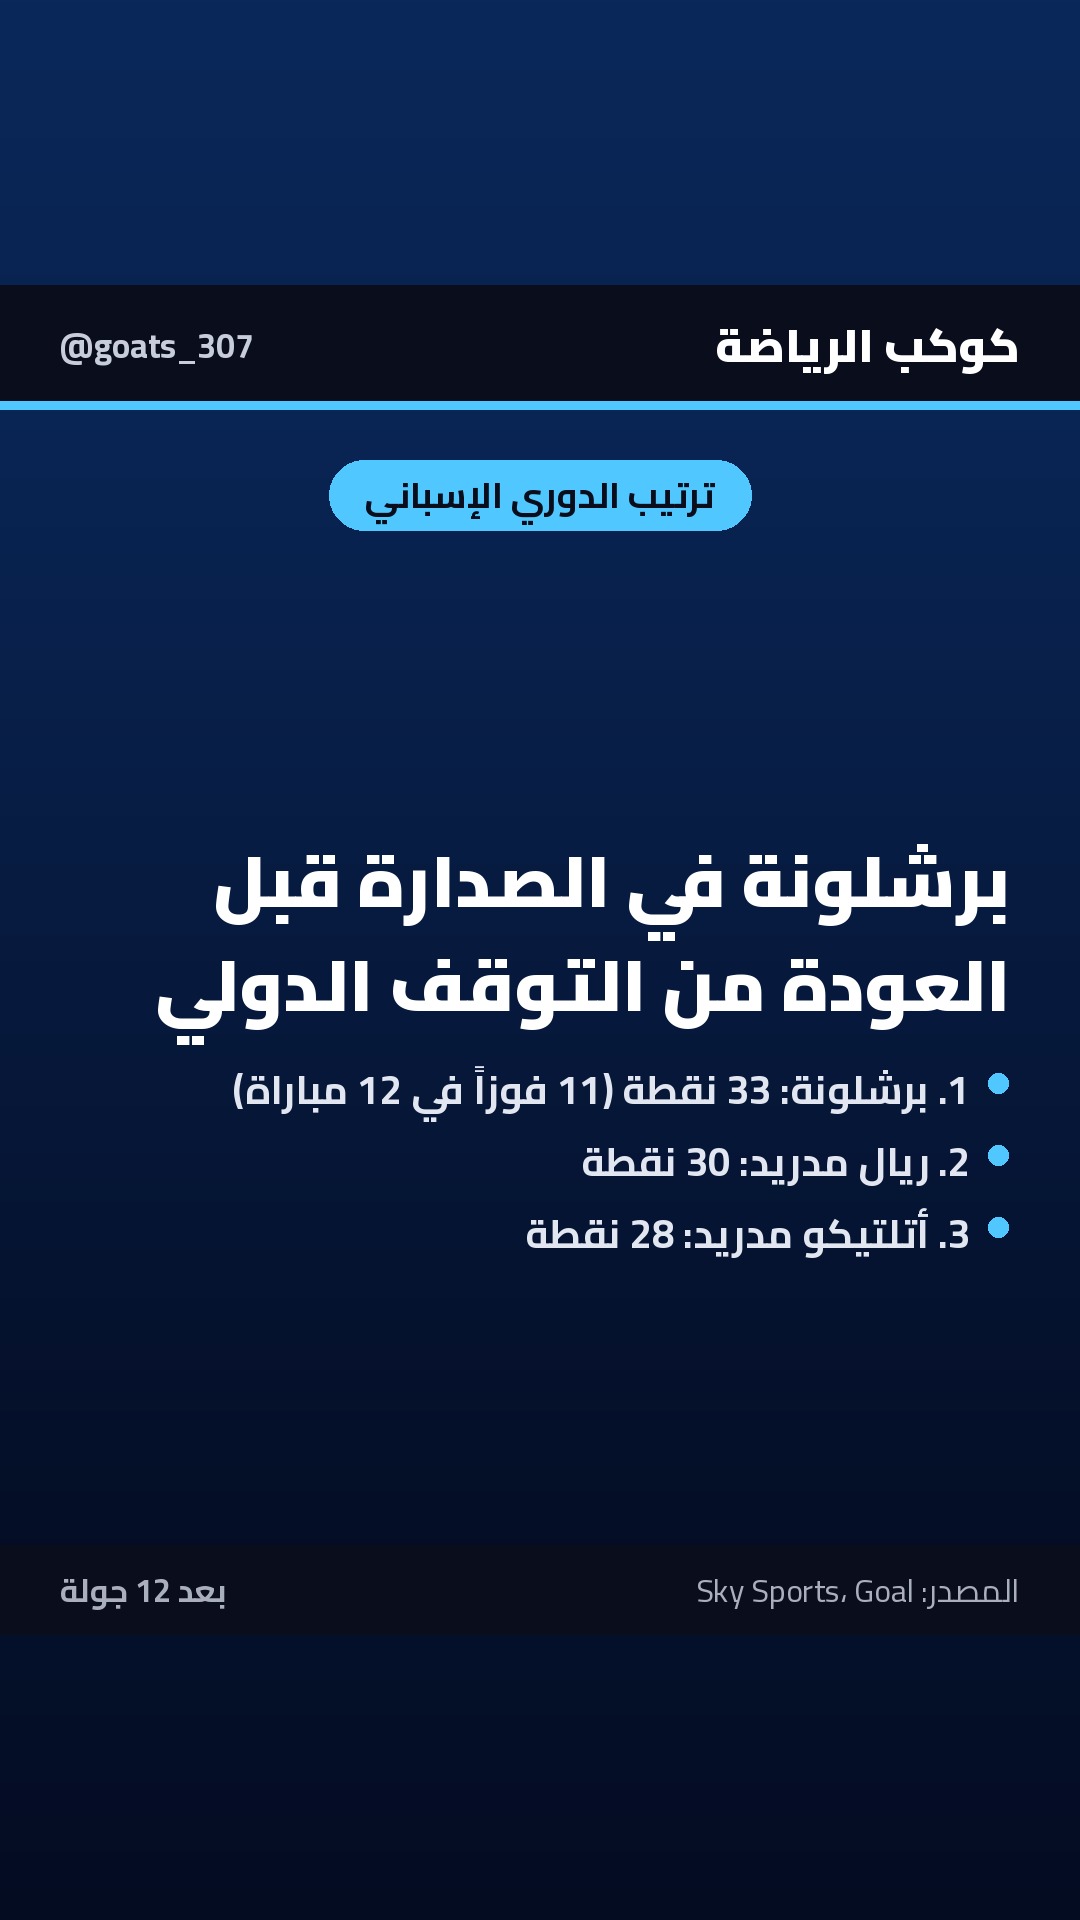 كوكب الرياضة
@goats_307
ترتيب الدوري الإسباني
برشلونة في الصدارة قبل
العودة من التوقف الدولي
1. برشلونة: 33 نقطة (11 فوزاً في 12 مباراة)
2. ريال مدريد: 30 نقطة
3. أتلتيكو مدريد: 28 نقطة
المصدر: Sky Sports، Goal
بعد 12 جولة